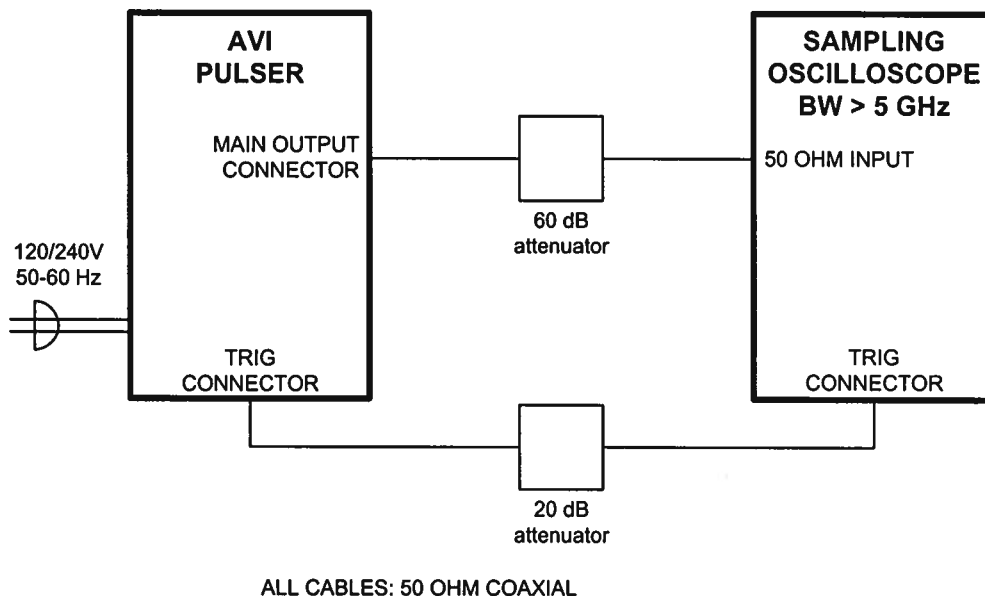 AVI
PULSER
MAIN OUTPUT
CONNECTOR
120/240V
50-60 Hz
TRIG
CONNECTOR
60 dB
attenuator
20 dB
attenuator
SAMPLING
OSCILLOSCOPE
BW > 5 GHz
50 OHM INPUT
TRIG
CONNECTOR
ALL CABLES: 50 OHM COAXIAL